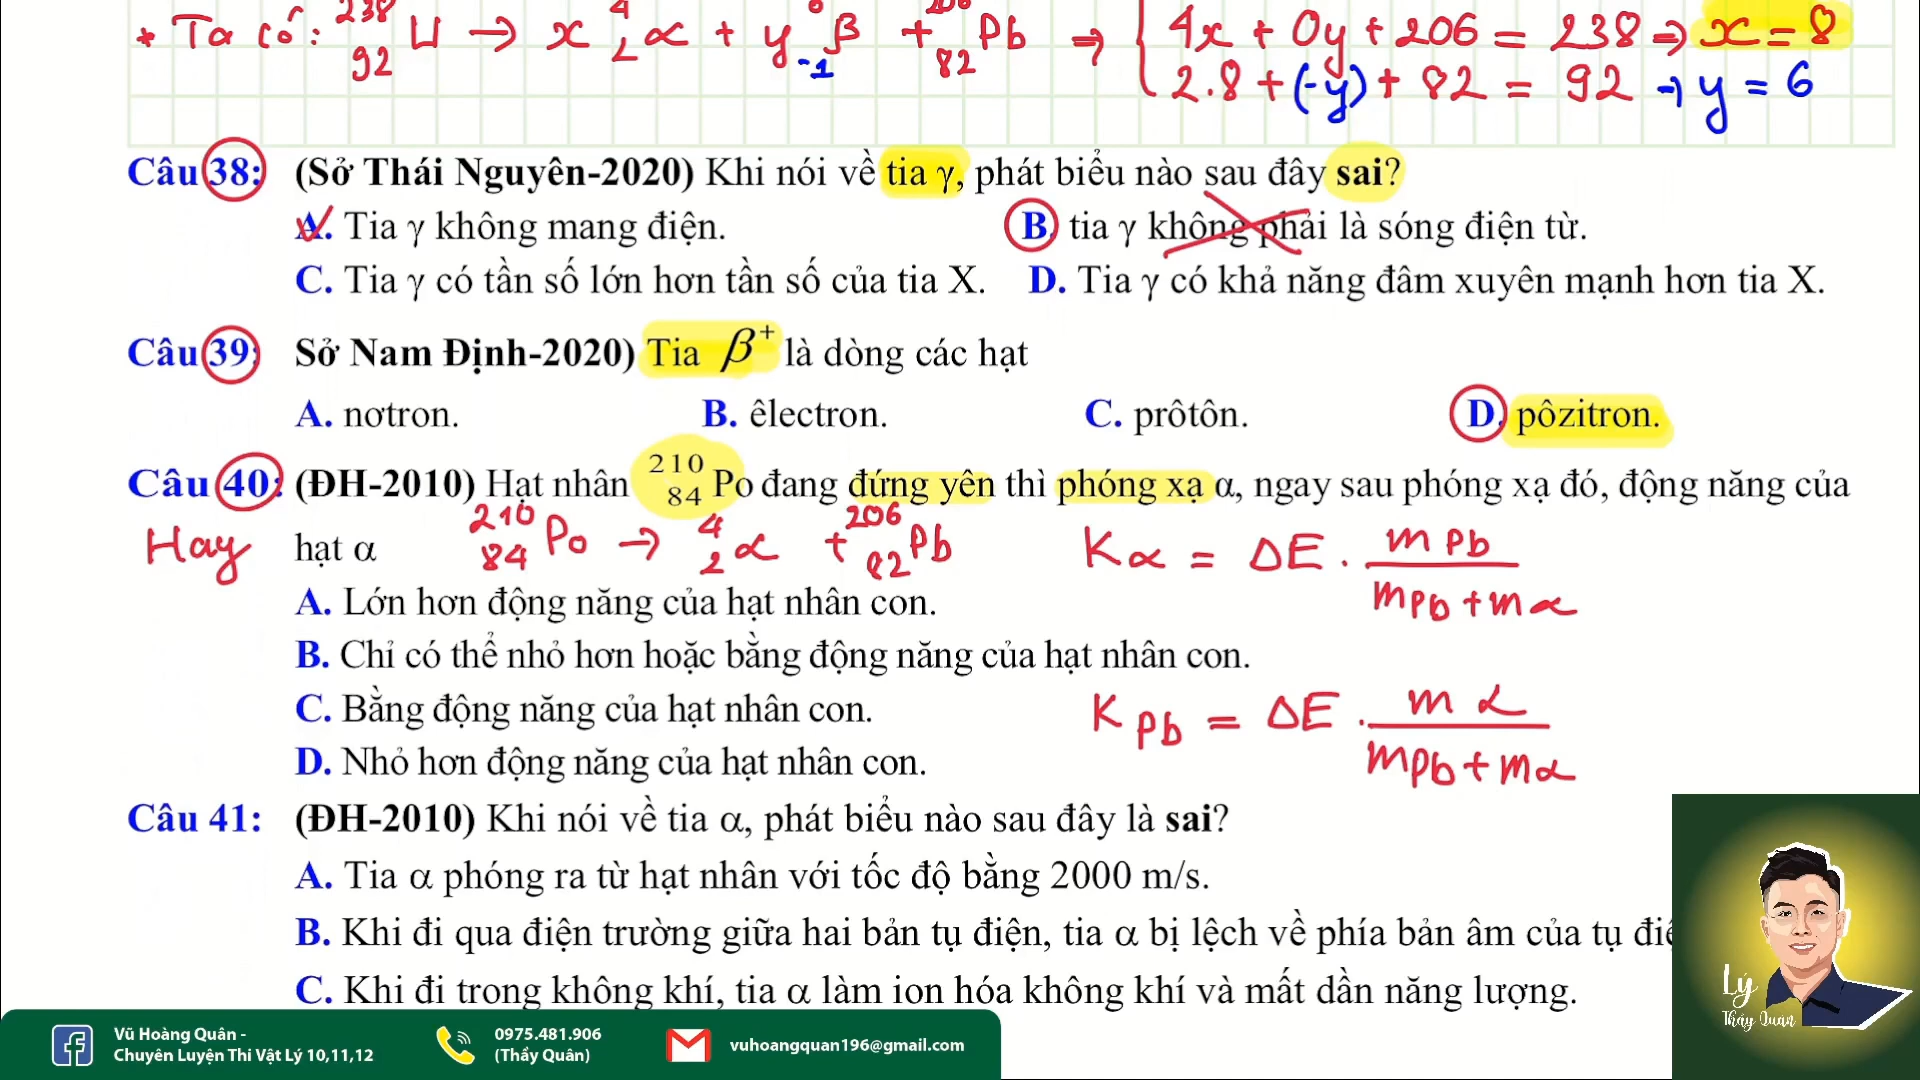 * Ta có: ²³⁸₉₂U → x ⁴₂α + y ⁰₋₁β + ²⁰⁶₈₂Pb ⇒ { 4x + 0y + 206 = 238 ⇒ x = 8
2.8 + (-y) + 82 = 92 → y = 6
Câu 38: (Sở Thái Nguyên-2020) Khi nói về tia γ, phát biểu nào sau đây sai?
A. Tia γ không mang điện. B. tia γ không phải là sóng điện từ.
C. Tia γ có tần số lớn hơn tần số của tia X. D. Tia γ có khả năng đâm xuyên mạnh hơn tia X.
Câu 39: Sở Nam Định-2020) Tia β⁺ là dòng các hạt
A. nơtron. B. êlectron. C. prôtôn. D. pôzitron.
Câu 40: (ĐH-2010) Hạt nhân ²¹⁰₈₄Po đang đứng yên thì phóng xạ α, ngay sau phóng xạ đó, động năng của
Hay hạt α ²¹⁰₈₄Po → ⁴₂α + ²⁰⁶₈₂Pb Kα = ΔE . mPb / (mPb + mα)
A. Lớn hơn động năng của hạt nhân con.
B. Chỉ có thể nhỏ hơn hoặc bằng động năng của hạt nhân con.
C. Bằng động năng của hạt nhân con. KPb = ΔE . mα / (mPb + mα)
D. Nhỏ hơn động năng của hạt nhân con.
Câu 41: (ĐH-2010) Khi nói về tia α, phát biểu nào sau đây là sai?
A. Tia α phóng ra từ hạt nhân với tốc độ bằng 2000 m/s.
B. Khi đi qua điện trường giữa hai bản tụ điện, tia α bị lệch về phía bản âm của tụ
C. Khi đi trong không khí, tia α làm ion hóa không khí và mất dần năng lượng.
Lý
Thầy Quân
Vũ Hoàng Quân -
Chuyên Luyện Thi Vật Lý 10,11,12
0975.481.906
(Thầy Quân)
vuhoangquan196@gmail.com